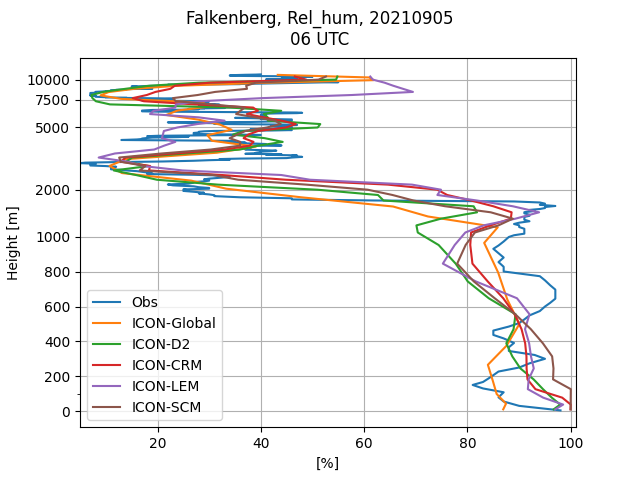 Falkenberg, Rel_hum, 20210905
06 UTC
10000
7500
5000
2000
1000
800
600
400
200
0
Height [m]
Obs
ICON-Global
ICON-D2
ICON-CRM
ICON-LEM
ICON-SCM
20
40
60
80
100
[%]